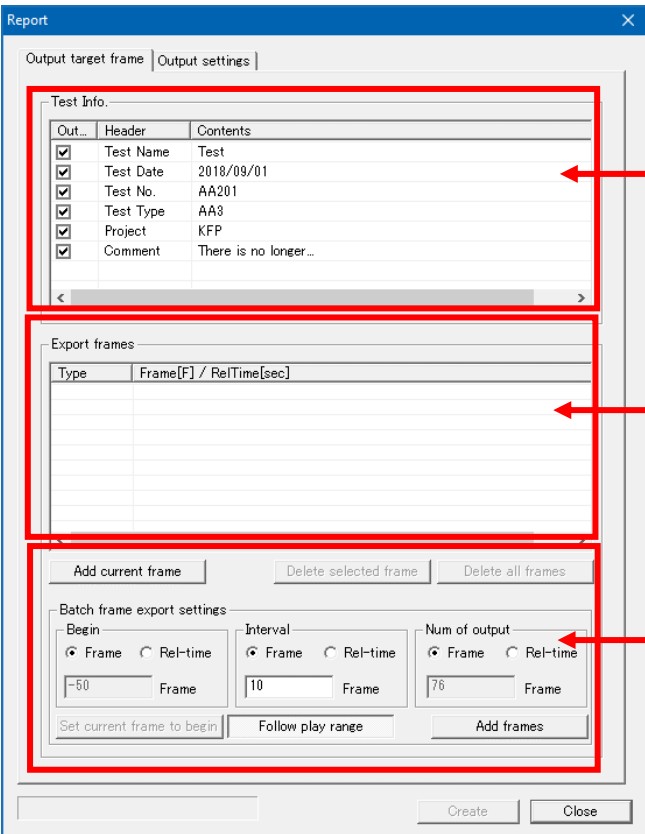 Report
Output target frame Output settings
Test Info.
Out... Header Contents
Test Name Test
Test Date 2018/09/01
Test No. AA201
Test Type AA3
Project KFP
Comment There is no longer...
Export frames
Type Frame[F] / RelTime[sec]
Add current frame Delete selected frame Delete all frames
Batch frame export settings
Begin Interval Num of output
Frame Rel-time Frame Rel-time Frame Rel-time
-50 Frame 10 Frame 76 Frame
Set current frame to begin Follow play range Add frames
Create Close